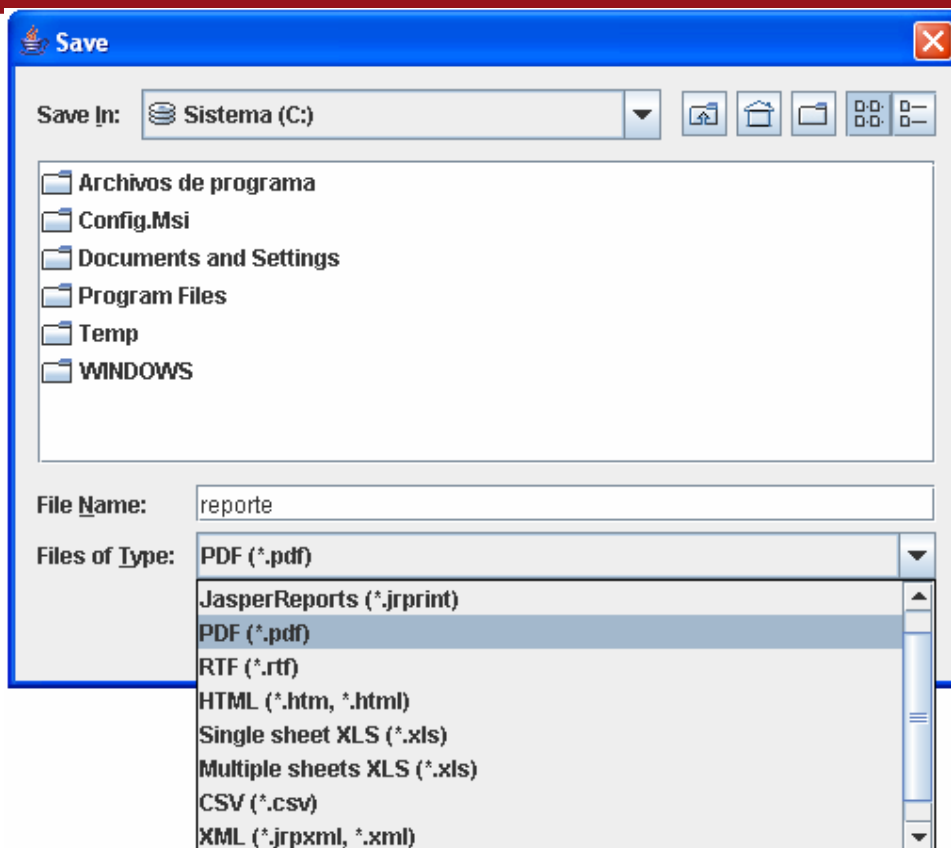 Save
Save In: Sistema (C:)
Archivos de programa
Config.Msi
Documents and Settings
Program Files
Temp
WINDOWS
File Name: reporte
Files of Type: PDF (*.pdf)
JasperReports (*.jrprint)
PDF (*.pdf)
RTF (*.rtf)
HTML (*.htm, *.html)
Single sheet XLS (*.xls)
Multiple sheets XLS (*.xls)
CSV (*.csv)
XML (*.jrpxml, *.xml)